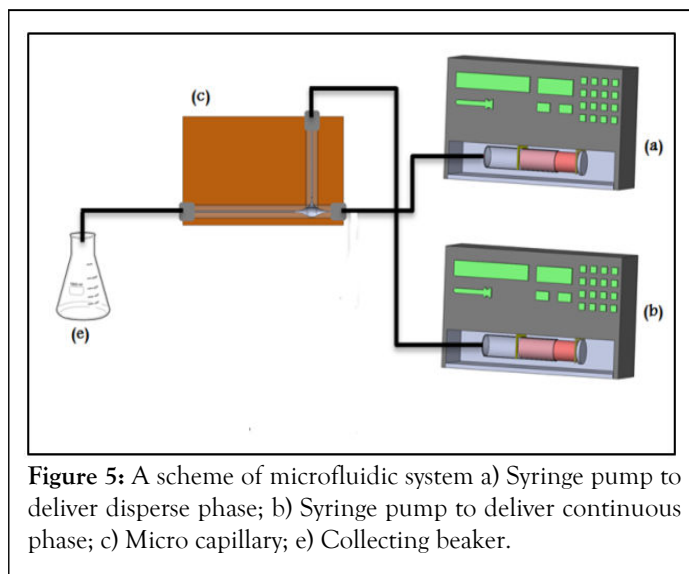 (c)
(a)
(b)
(e)
Figure 5: A scheme of microfluidic system a) Syringe pump to
deliver disperse phase; b) Syringe pump to deliver continuous
phase; c) Micro capillary; e) Collecting beaker.